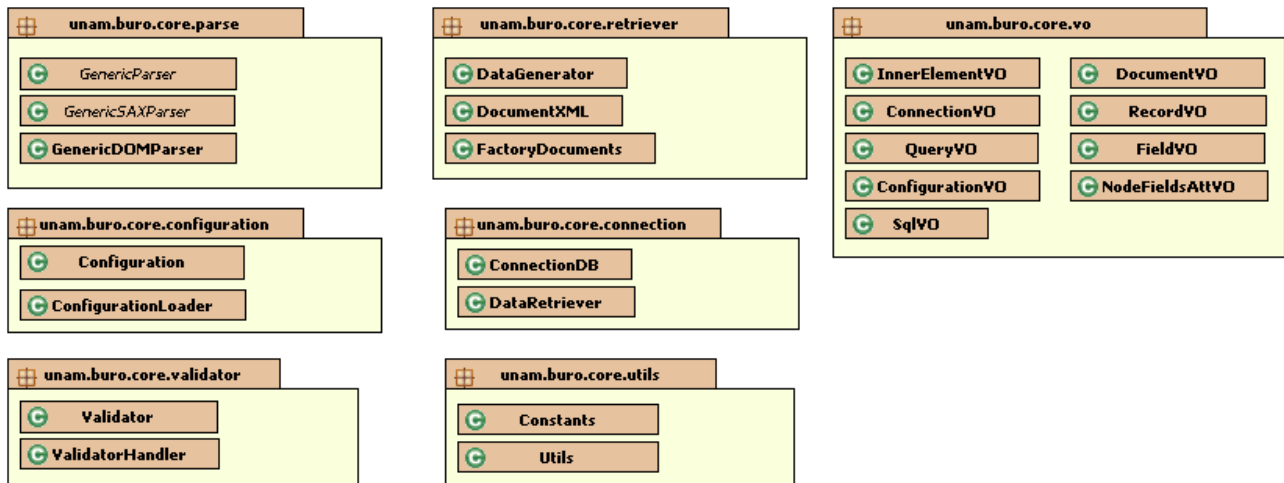 unam.buro.core.parse
GenericParser
GenericSAXParser
GenericDOMParser
unam.buro.core.retriever
DataGenerator
DocumentXML
FactoryDocuments
unam.buro.core.vo
InnerElementVO
DocumentVO
ConnectionVO
RecordVO
QueryVO
FieldVO
ConfigurationVO
NodeFieldsAttVO
SqlVO
unam.buro.core.configuration
Configuration
ConfigurationLoader
unam.buro.core.connection
ConnectionDB
DataRetriever
unam.buro.core.validator
Validator
ValidatorHandler
unam.buro.core.utils
Constants
Utils